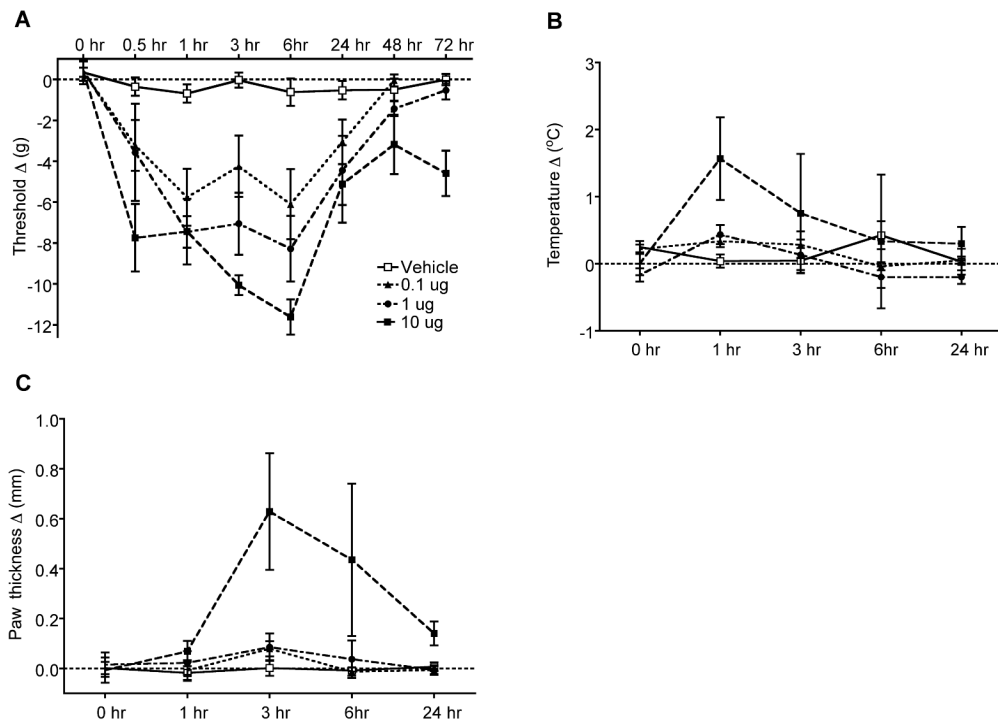 A
0 hr 0.5 hr 1 hr 3 hr 6hr 24 hr 48 hr 72 hr
Threshold Δ (g)
0
-2
-4
-6
-8
-10
-12
Vehicle
0.1 ug
1 ug
10 ug
B
Temperature Δ (ºC)
3
2
1
0
-1
0 hr 1 hr 3 hr 6hr 24 hr
C
Paw thickness Δ (mm)
1.0
0.8
0.6
0.4
0.2
0.0
0 hr 1 hr 3 hr 6hr 24 hr